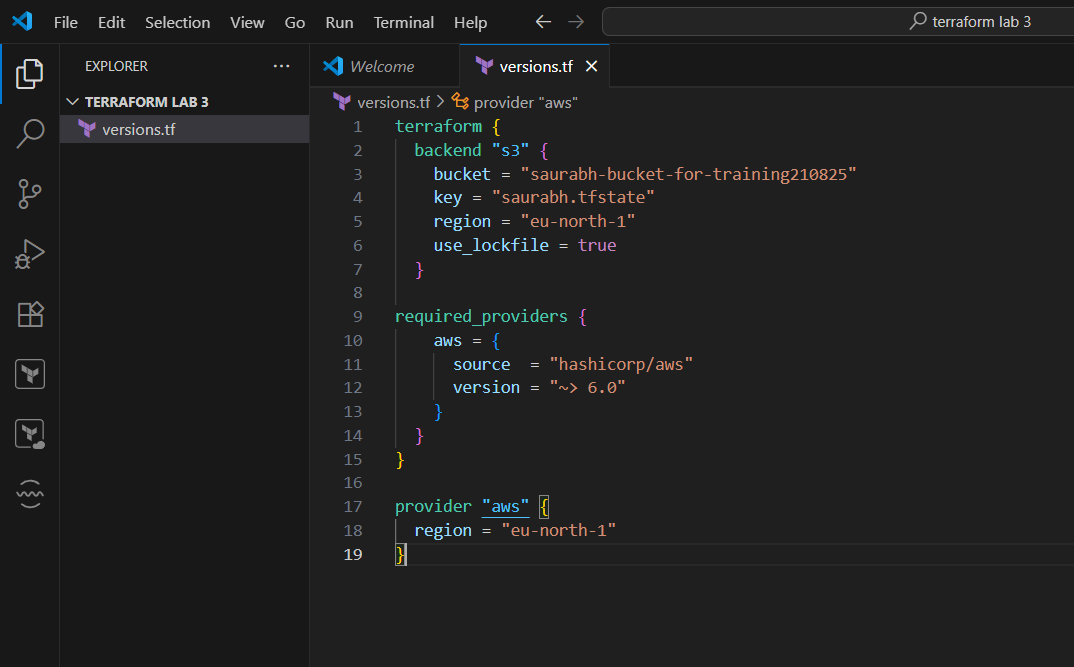 File Edit Selection View Go Run Terminal Help
terraform lab 3
EXPLORER
TERRAFORM LAB 3
versions.tf
Welcome
versions.tf
versions.tf > provider "aws"
1 terraform {
2 backend "s3" {
3 bucket = "saurabh-bucket-for-training210825"
4 key = "saurabh.tfstate"
5 region = "eu-north-1"
6 use_lockfile = true
7 }
8
9 required_providers {
10 aws = {
11 source  = "hashicorp/aws"
12 version = "~> 6.0"
13 }
14 }
15 }
16
17 provider "aws" {
18 region = "eu-north-1"
19 }